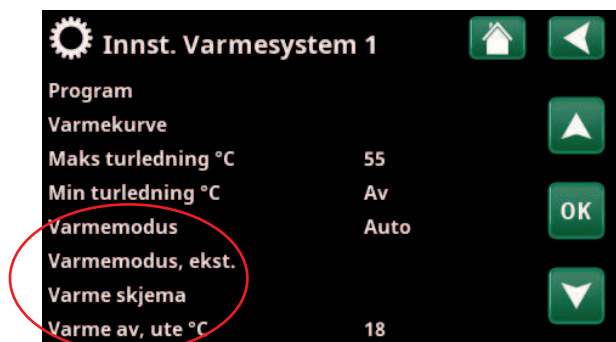 Innst. Varmesystem 1
Program
Varmekurve
Maks turledning °C 55
Min turledning °C Av
Varmemodus Auto
Varmemodus, ekst.
Varme skjema
Varme av, ute °C 18
OK